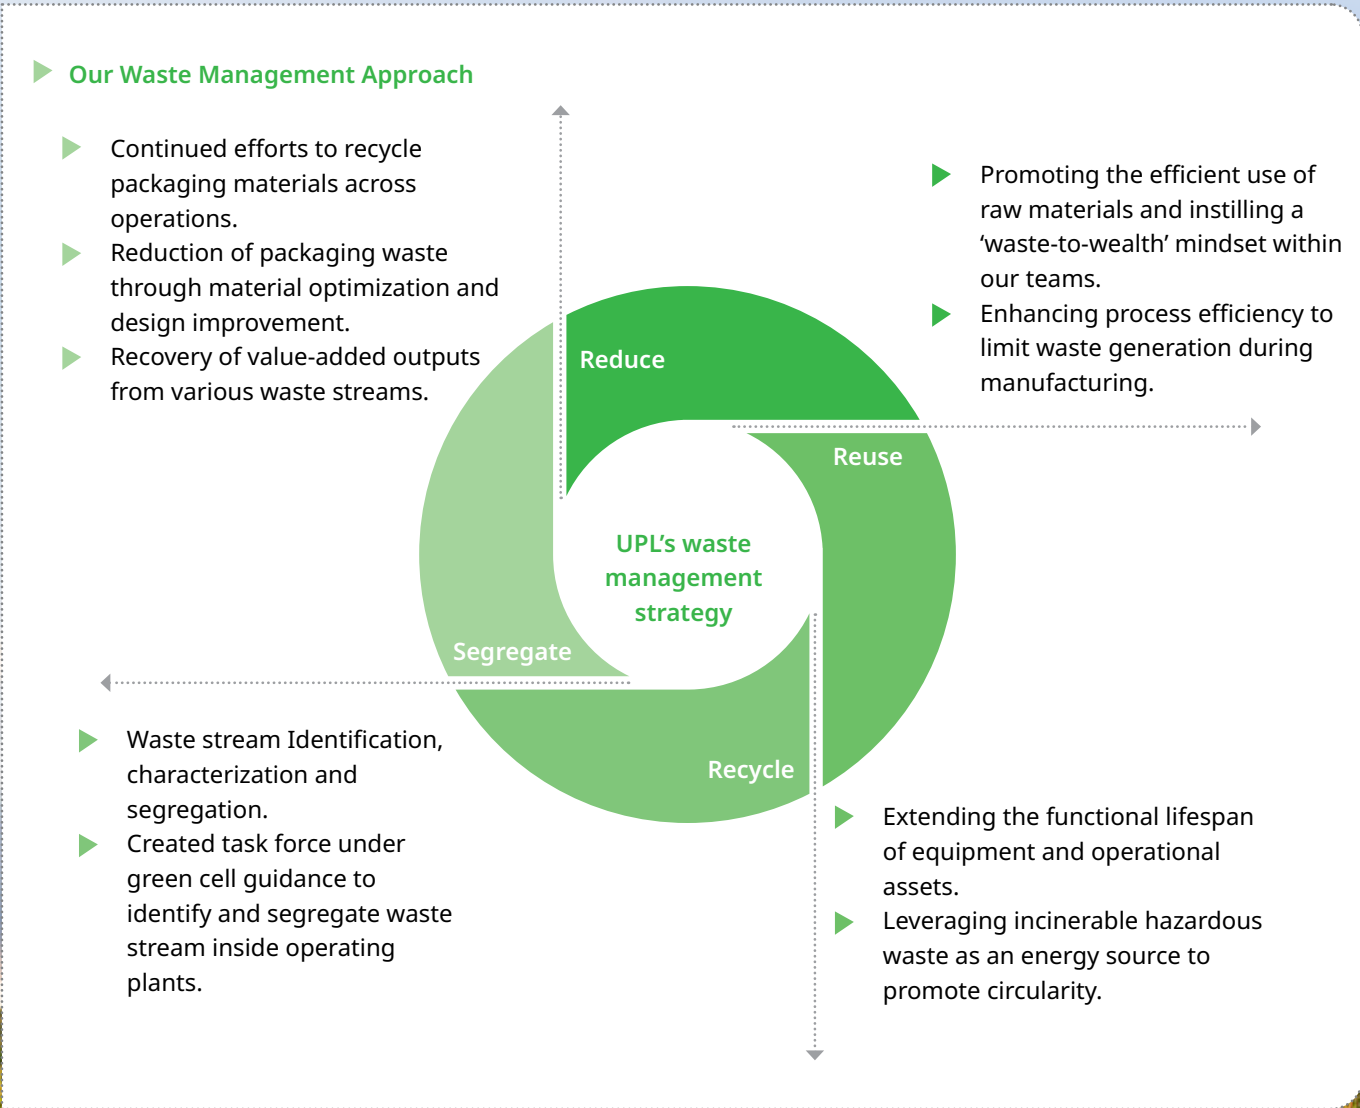 Our Waste Management Approach
Continued efforts to recycle
packaging materials across
operations.
Reduction of packaging waste
through material optimization and
design improvement.
Recovery of value-added outputs
from various waste streams.
Promoting the efficient use of
raw materials and instilling a
‘waste-to-wealth’ mindset within
our teams.
Enhancing process efficiency to
limit waste generation during
manufacturing.
Reduce
Reuse
UPL’s waste
management
strategy
Segregate
Recycle
Waste stream Identification,
characterization and
segregation.
Created task force under
green cell guidance to
identify and segregate waste
stream inside operating
plants.
Extending the functional lifespan
of equipment and operational
assets.
Leveraging incinerable hazardous
waste as an energy source to
promote circularity.